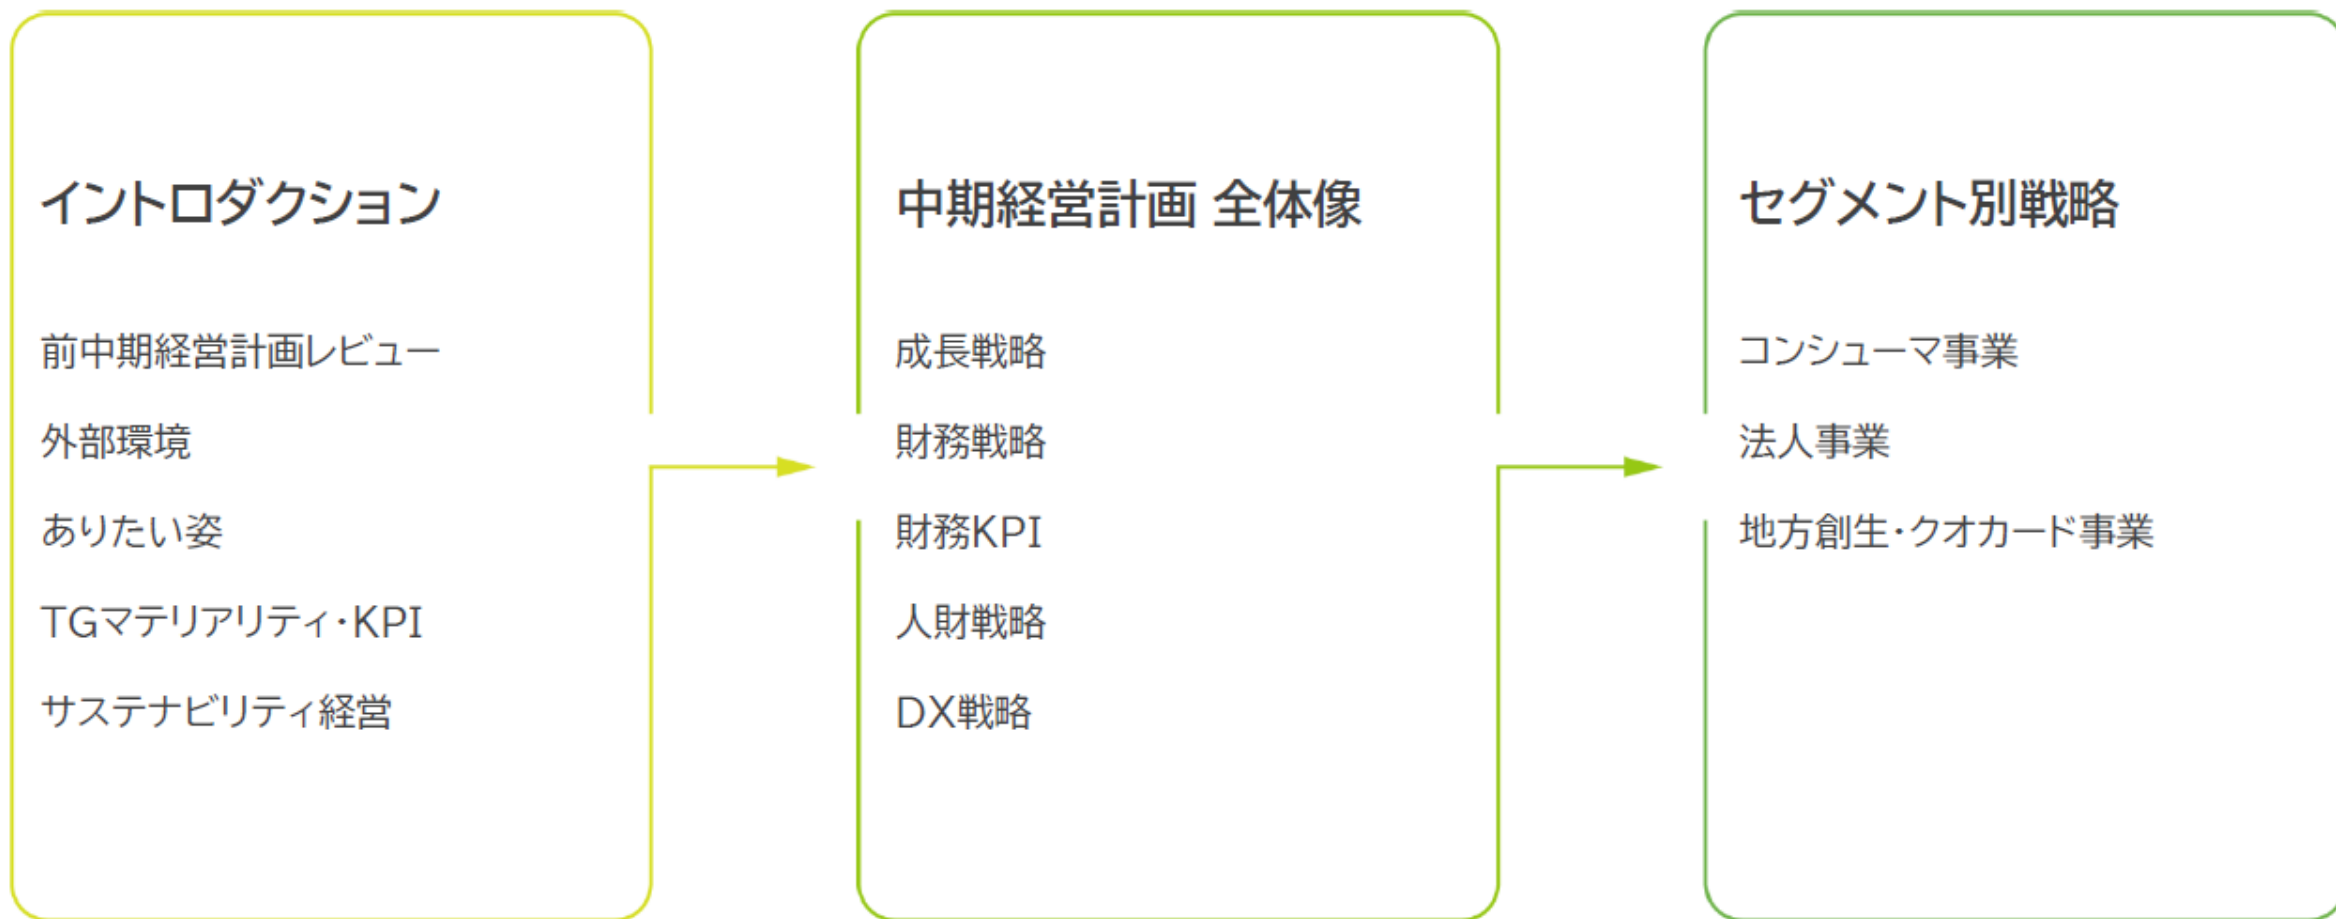 イントロダクション
前中期経営計画レビュー
外部環境
ありたい姿
TGマテリアリティ・KPI
サステナビリティ経営
中期経営計画 全体像
成長戦略
財務戦略
財務KPI
人財戦略
DX戦略
セグメント別戦略
コンシューマ事業
法人事業
地方創生・クオカード事業